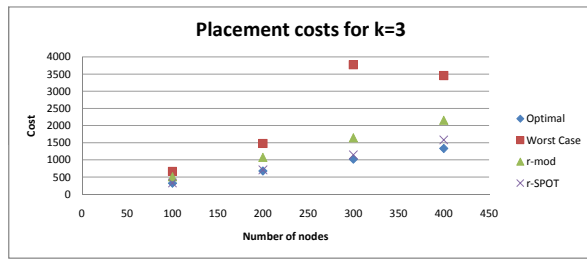 Placement costs for k=3
4000
3500
3000
2500
2000
1500
1000
500
0
Cost
0 50 100 150 200 250 300 350 400 450
Number of nodes
Optimal
Worst Case
r-mod
r-SPOT